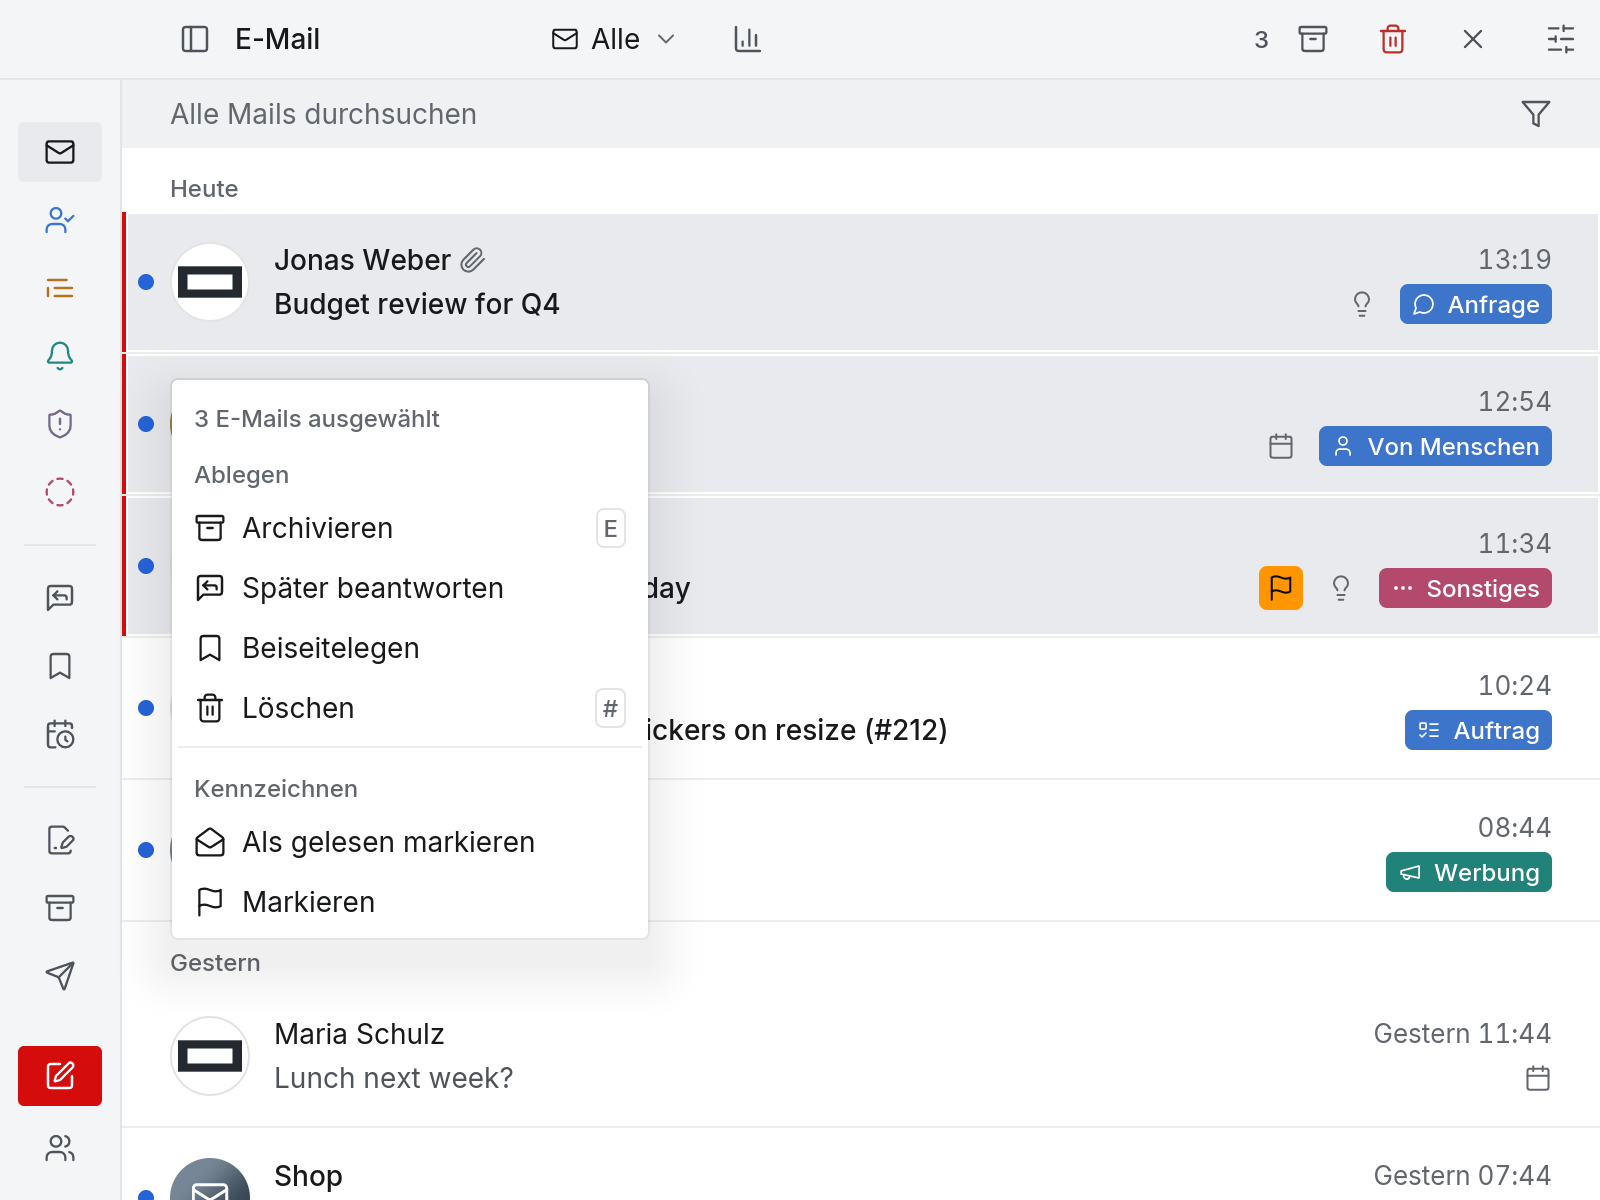 E-Mail
Alle
3
Alle Mails durchsuchen
Heute
Jonas Weber
13:19
Budget review for Q4
Anfrage
12:54
Von Menschen
3 E-Mails ausgewählt
Ablegen
Archivieren
E
11:34
Später beantworten
day
Sonstiges
Beiseitelegen
10:24
Löschen
#
ickers on resize (#212)
Auftrag
Kennzeichnen
08:44
Als gelesen markieren
Werbung
Markieren
Gestern
Maria Schulz
Gestern 11:44
Lunch next week?
Shop
Gestern 07:44